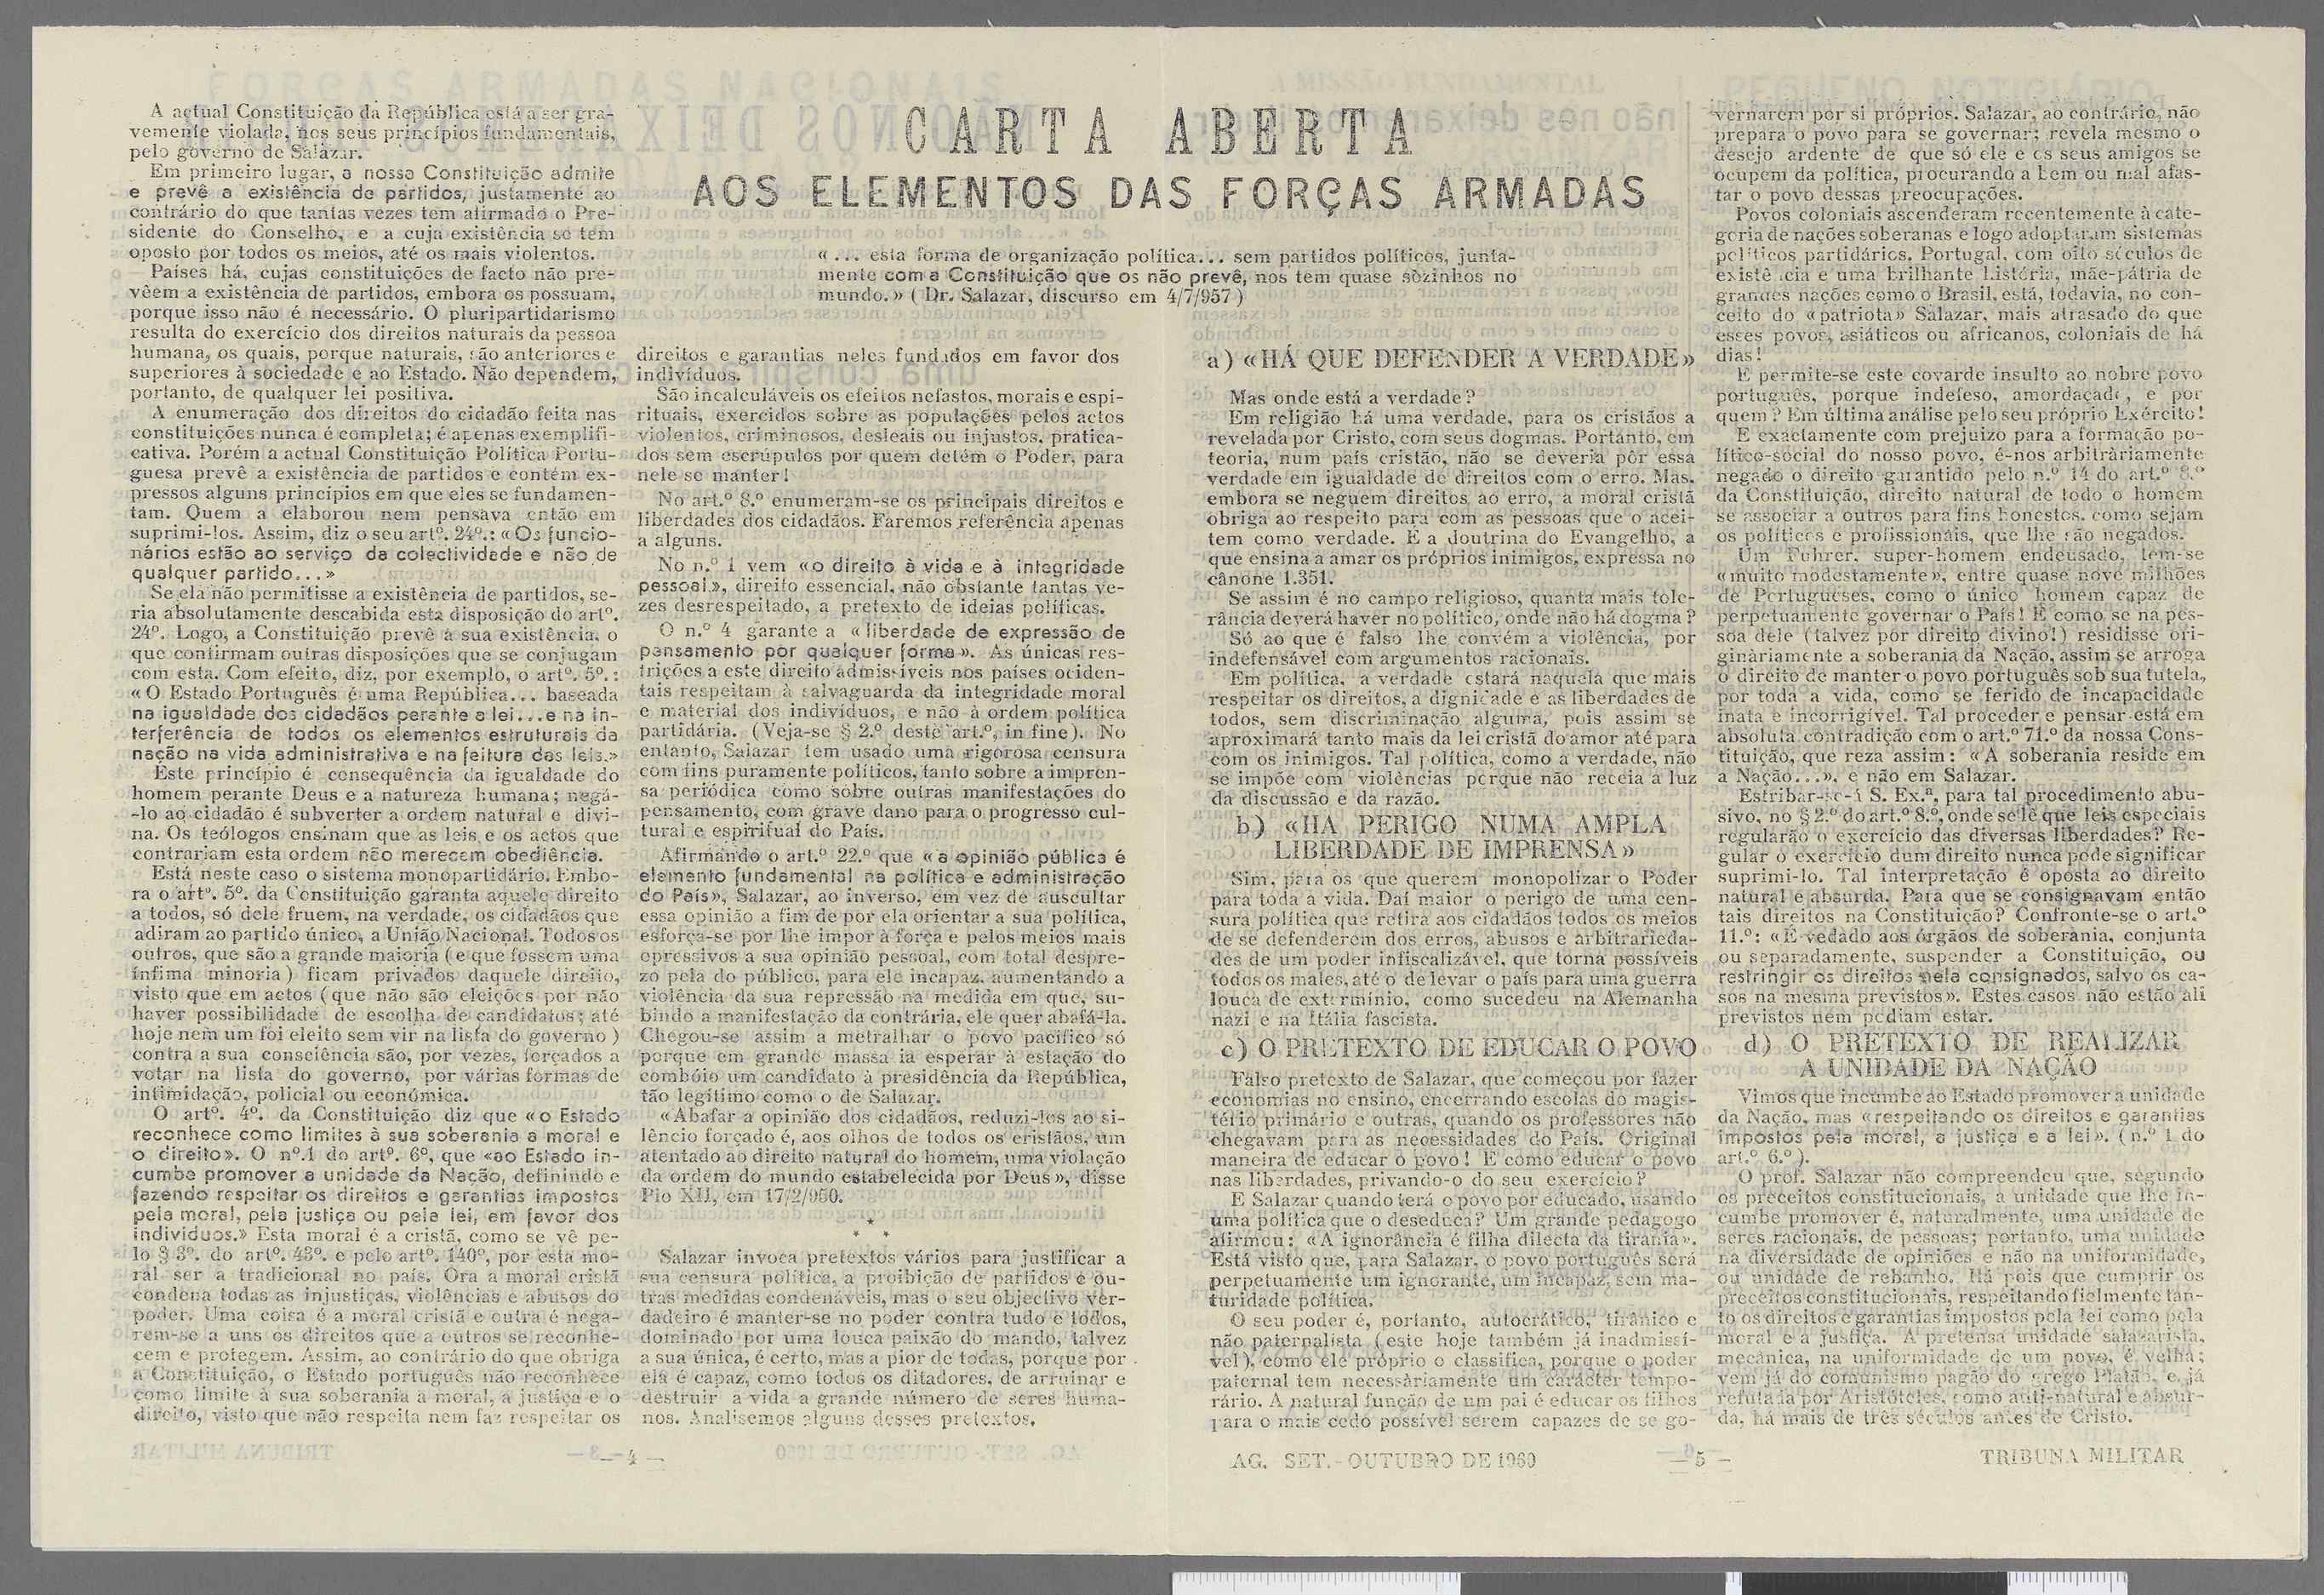 CARTA ABERTA
AOS ELEMENTOS DAS FORÇAS ARMADAS
«... esta forma de organização política... sem partidos políticos, junta-
mente com a Constituição que os não prevê, nos tem quase sòzinhos no
mundo.» (Dr. Salazar, discurso em 4/7/957)
A actual Constituição da República está a ser gra-
vemente violada, nos seus princípios fundamentais,
pelo governo de Salazar.
Em primeiro lugar, a nossa Constituição admite
e prevê a existência de partidos, justamente ao
contrário do que tantas vezes tem afirmado o Pre-
sidente do Conselho, e a cuja existência se tem
oposto por todos os meios, até os mais violentos.
Países há, cujas constituições de facto não pre-
vêem a existência de partidos, embora os possuam,
porque isso não é necessário. O pluripartidarismo
resulta do exercício dos direitos naturais da pessoa
humana, os quais, porque naturais, são anteriores e
superiores à sociedade e ao Estado. Não dependem,
portanto, de qualquer lei positiva.
A enumeração dos direitos do cidadão feita nas
constituições nunca é completa; é apenas exemplifi-
cativa. Porém a actual Constituição Política Portu-
guesa prevê a existência de partidos e contém ex-
pressos alguns princípios em que eles se fundamen-
tam. Quem a elaborou nem pensava então em
suprimi-los. Assim, diz o seu artº. 24º.: «Os funcio-
nários estão ao serviço da colectividade e não de
qualquer partido...»
Se ela não permitisse a existência de partidos, se-
ria absolutamente descabida esta disposição do artº.
24º. Logo, a Constituição prevê a sua existência, o
que confirmam outras disposições que se conjugam
com esta. Com efeito, diz, por exemplo, o artº. 5º.:
«O Estado Português é uma República... baseada
na igualdade dos cidadãos perante a lei...e na in-
terferência de todos os elementos estruturais da
nação na vida administrativa e na feitura das leis.»
Este princípio é consequência da igualdade do
homem perante Deus e a natureza humana; negá-
-lo ao cidadão é subverter a ordem natural e divi-
na. Os teólogos ensinam que as leis e os actos que
contrariam esta ordem não merecem obediência.
Está neste caso o sistema monopartidário. Embo-
ra o artº. 5º. da Constituição garanta aquele direito
a todos, só dele fruem, na verdade, os cidadãos que
adiram ao partido único, a União Nacional. Todos os
outros, que são a grande maioria (e que fossem uma
ínfima minoria) ficam privados daquele direito,
visto que em actos (que não são eleições por não
haver possibilidade de escolha de candidatos; até
hoje nem um foi eleito sem vir na lista do governo)
contra a sua consciência são, por vezes, forçados a
votar na lista do governo, por várias formas de
intimidação, policial ou económica.
O artº. 4º. da Constituição diz que «o Estado
reconhece como limites à sua soberania a moral e
o direito». O nº.1 do artº. 6º, que «ao Estado in-
cumbe promover a unidade da Nação, definindo e
fazendo respeitar os direitos e garantias impostos
pela moral, pela justiça ou pela lei, em favor dos
indivíduos.» Esta moral é a cristã, como se vê pe-
lo § 3º. do artº. 43º. e pelo artº. 140º, por esta mo-
ral ser a tradicional no país. Ora a moral cristã
condena todas as injustiças, violências e abusos do
poder. Uma coisa é a moral cristã e outra é nega-
rem-se a uns os direitos que a outros se reconhe-
cem e protegem. Assim, ao contrário do que obriga
a Constituição, o Estado português não reconhece
como limite à sua soberania a moral, a justiça e o
direito, visto que não respeita nem faz respeitar os
direitos e garantias neles fundados em favor dos
indivíduos.
São incalculáveis os efeitos nefastos, morais e espi-
rituais, exercidos sobre as populações pelos actos
violentos, criminosos, desleais ou injustos, pratica-
dos sem escrúpulos por quem detém o Poder, para
nele se manter!
No art.º 8.º enumeram-se os principais direitos e
liberdades dos cidadãos. Faremos referência apenas
a alguns.
No n.º 1 vem «o direito à vida e à integridade
pessoal», direito essencial, não obstante tantas ve-
zes desrespeitado, a pretexto de ideias políticas.
O n.º 4 garante a «liberdade de expressão de
pensamento por qualquer forma». As únicas res-
trições a este direito admissíveis nos países ociden-
tais respeitam à salvaguarda da integridade moral
e material dos indivíduos, e não à ordem política
partidária. (Veja-se § 2.º deste art.º, in fine). No
entanto, Salazar tem usado uma rigorosa censura
com fins puramente políticos, tanto sobre a impren-
sa periódica como sobre outras manifestações do
pensamento, com grave dano para o progresso cul-
tural e espiritual do País.
Afirmando o art.º 22.º que «a opinião pública é
elemento fundamental na política e administração
do País», Salazar, ao inverso, em vez de auscultar
essa opinião a fim de por ela orientar a sua política,
esforça-se por lhe impor à força e pelos meios mais
opressivos a sua opinião pessoal, com total despre-
zo pela do público, para ele incapaz, aumentando a
violência da sua repressão na medida em que, su-
bindo a manifestação da contrária, ele quer abafá-la.
Chegou-se assim a metralhar o povo pacífico só
porque em grande massa ia esperar à estação do
combóio um candidato à presidência da República,
tão legítimo como o de Salazar.
«Abafar a opinião dos cidadãos, reduzi-los ao si-
lêncio forçado é, aos olhos de todos os cristãos, um
atentado ao direito natural do homem, uma violação
da ordem do mundo estabelecida por Deus», disse
Pio XII, em 17/2/950.
*
* *
Salazar invoca pretextos vários para justificar a
sua censura política, a proibição de partidos e ou-
tras medidas condenáveis, mas o seu objectivo ver-
dadeiro é manter-se no poder contra tudo e todos,
dominado por uma louca paixão do mando, talvez
a sua única, é certo, mas a pior de todas, porque por
ela é capaz, como todos os ditadores, de arruinar e
destruir a vida a grande número de seres huma-
nos. Analisemos alguns desses pretextos.
— 4 —
a) «HÁ QUE DEFENDER A VERDADE»
Mas onde está a verdade?
Em religião há uma verdade, para os cristãos a
revelada por Cristo, com seus dogmas. Portanto, em
teoria, num país cristão, não se deveria pôr essa
verdade em igualdade de direitos com o erro. Mas,
embora se neguem direitos ao erro, a moral cristã
obriga ao respeito para com as pessoas que o acei-
tem como verdade. É a doutrina do Evangelho, a
que ensina a amar os próprios inimigos, expressa no
cânone 1.351.
Se assim é no campo religioso, quanta mais tole-
rância deverá haver no político, onde não há dogma?
Só ao que é falso lhe convém a violência, por
indefensável com argumentos racionais.
Em política, a verdade estará naquela que mais
respeitar os direitos, a dignidade e as liberdades de
todos, sem discriminação alguma, pois assim se
aproximará tanto mais da lei cristã do amor até para
com os inimigos. Tal política, como a verdade, não
se impõe com violências porque não receia a luz
da discussão e da razão.
b) «HÁ PERIGO NUMA AMPLA
LIBERDADE DE IMPRENSA»
Sim, para os que querem monopolizar o Poder
para toda a vida. Daí maior o perigo de uma cen-
sura política que retira aos cidadãos todos os meios
de se defenderem dos erros, abusos e arbitrarieda-
des de um poder infiscalizável, que torna possíveis
todos os males, até o de levar o país para uma guerra
louca de extermínio, como sucedeu na Alemanha
nazi e na Itália fascista.
c) O PRETEXTO DE EDUCAR O POVO
Falso pretexto de Salazar, que começou por fazer
economias no ensino, encerrando escolas do magis-
tério primário e outras, quando os professores não
chegavam para as necessidades do País. Original
maneira de educar o povo! E como educar o povo
nas liberdades, privando-o do seu exercício?
E Salazar quando terá o povo por educado, usando
uma política que o deseduca? Um grande pedagogo
afirmou: «A ignorância é filha dilecta da tirania».
Está visto que, para Salazar, o povo português será
perpetuamente um ignorante, um incapaz, sem ma-
turidade política.
O seu poder é, portanto, autocrático, tirânico e
não paternalista (este hoje também já inadmissí-
vel), como ele próprio o classifica, porque o poder
paternal tem necessàriamente um carácter tempo-
rário. A natural função de um pai é educar os filhos
para o mais cedo possível serem capazes de se go-
vernarem por si próprios. Salazar, ao contrário, não
prepara o povo para se governar; revela mesmo o
desejo ardente de que só ele e os seus amigos se
ocupem da política, procurando a bem ou mal afas-
tar o povo dessas preocupações.
Povos coloniais ascenderam recentemente à cate-
goria de nações soberanas e logo adoptaram sistemas
políticos partidários. Portugal, com oito séculos de
existência e uma brilhante história, mãe-pátria de
grandes nações como o Brasil, está, todavia, no con-
ceito do «patriota» Salazar, mais atrasado do que
esses povos, asiáticos ou africanos, coloniais de há
dias!
E permite-se este covarde insulto ao nobre povo
português, porque indefeso, amordaçado, e por
quem? Em última análise pelo seu próprio Exército!
E exactamente com prejuizo para a formação po-
lítico-social do nosso povo, é-nos arbitràriamente
negado o direito garantido pelo n.º 14 do art.º 8.º
da Constituição, direito natural de todo o homem
se associar a outros para fins honestos, como sejam
os políticos e profissionais, que lhe são negados.
Um Fuhrer, super-homem endeusado, tem-se
«muito modestamente», entre quase nove milhões
de Portugueses, como o único homem capaz de
perpetuamente governar o País! E como se na pes-
soa dele (talvez por direito divino!) residisse ori-
ginàriamente a soberania da Nação, assim se arroga
o direito de manter o povo português sob sua tutela,
por toda a vida, como se ferido de incapacidade
inata e incorrigível. Tal proceder e pensar está em
absoluta contradição com o art.º 71.º da nossa Cons-
tituição, que reza assim: «A soberania reside em
a Nação...», e não em Salazar.
Estribar-se-á S. Ex.ª, para tal procedimento abu-
sivo, no § 2.º do art.º 8.º, onde se lê que leis especiais
regularão o exercício das diversas liberdades? Re-
gular o exercício dum direito nunca pode significar
suprimi-lo. Tal interpretação é oposta ao direito
natural e absurda. Para que se consignavam então
tais direitos na Constituição? Confronte-se o art.º
11.º: «É vedado aos órgãos de soberania, conjunta
ou separadamente, suspender a Constituição, ou
restringir os direitos nela consignados, salvo os ca-
sos na mesma previstos». Estes casos não estão ali
previstos nem podiam estar.
d) O PRETEXTO DE REALIZAR
A UNIDADE DA NAÇÃO
Vimos que incumbe ao Estado promover a unidade
da Nação, mas «respeitando os direitos e garantias
impostos pela moral, a justiça e a lei». (n.º 1 do
art.º 6.º).
O prof. Salazar não compreendeu que, segundo
os preceitos constitucionais, a unidade que lhe in-
cumbe promover é, naturalmente, uma unidade de
seres racionais, de pessoas; portanto, uma unidade
na diversidade de opiniões e não na uniformidade,
ou unidade de rebanho. Há pois que cumprir os
preceitos constitucionais, respeitando fielmente tan-
to os direitos e garantias impostos pela lei como pela
moral e a justiça. A pretensa unidade salazarista,
mecânica, na uniformidade de um povo, é velha;
vem já do comunismo pagão do grego Platão, e já
refutada por Aristóteles, como anti-natural e absur-
da, há mais de três séculos antes de Cristo.
AG. SET.-OUTUBRO DE 1960
— 5 —
TRIBUNA MILITAR